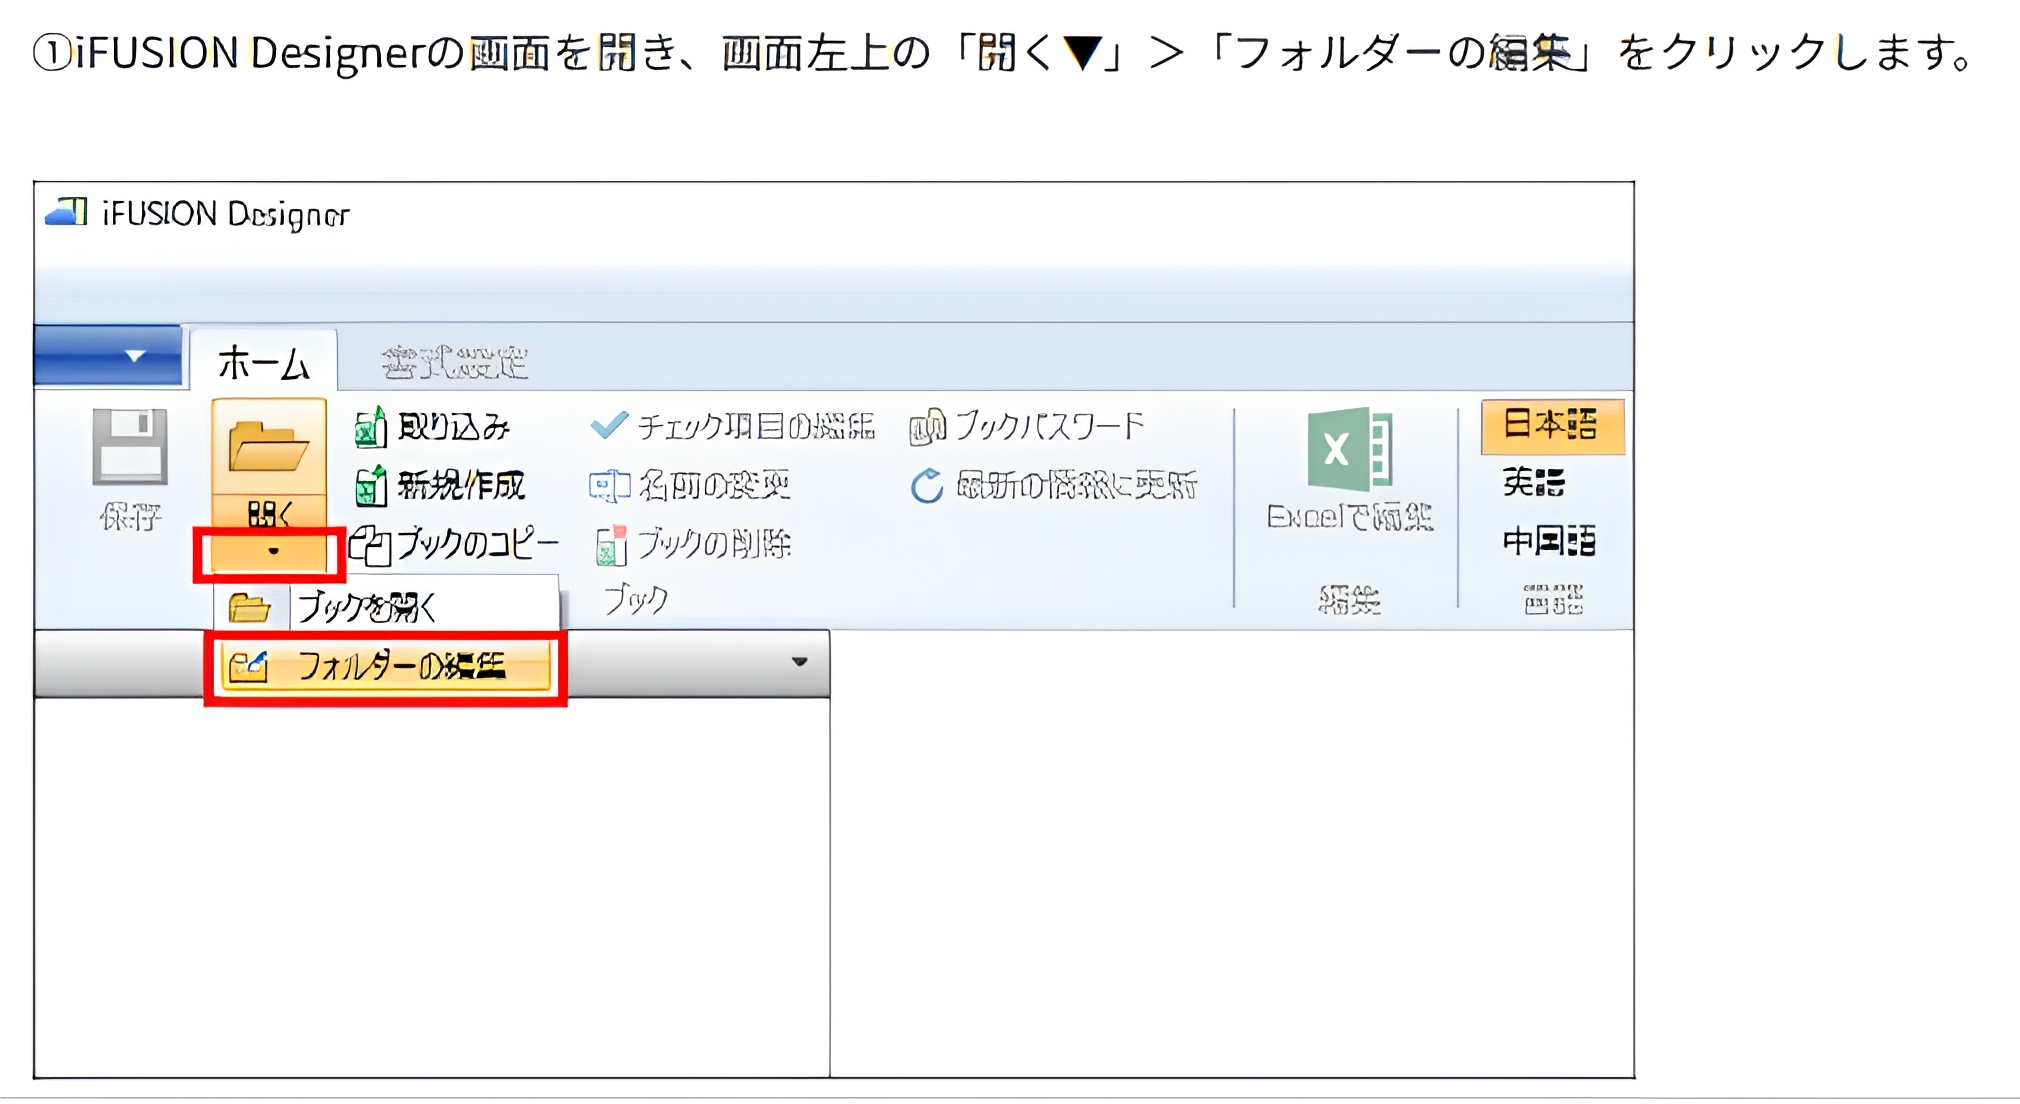 ①iFUSION Designerの画面を開き、画面左上の「開く▼」＞「フォルダーの編集」をクリックします。
iFUSION Designer
ホーム 書式設定
保存
開く
取り込み
新規作成
ブックのコピー
チェック項目の編集
名前の変更
ブックの削除
ブックパスワード
最新の情報に更新
ブック
Excelで編集
編集
日本語
英語
中国語
言語
ブックを開く
フォルダーの編集